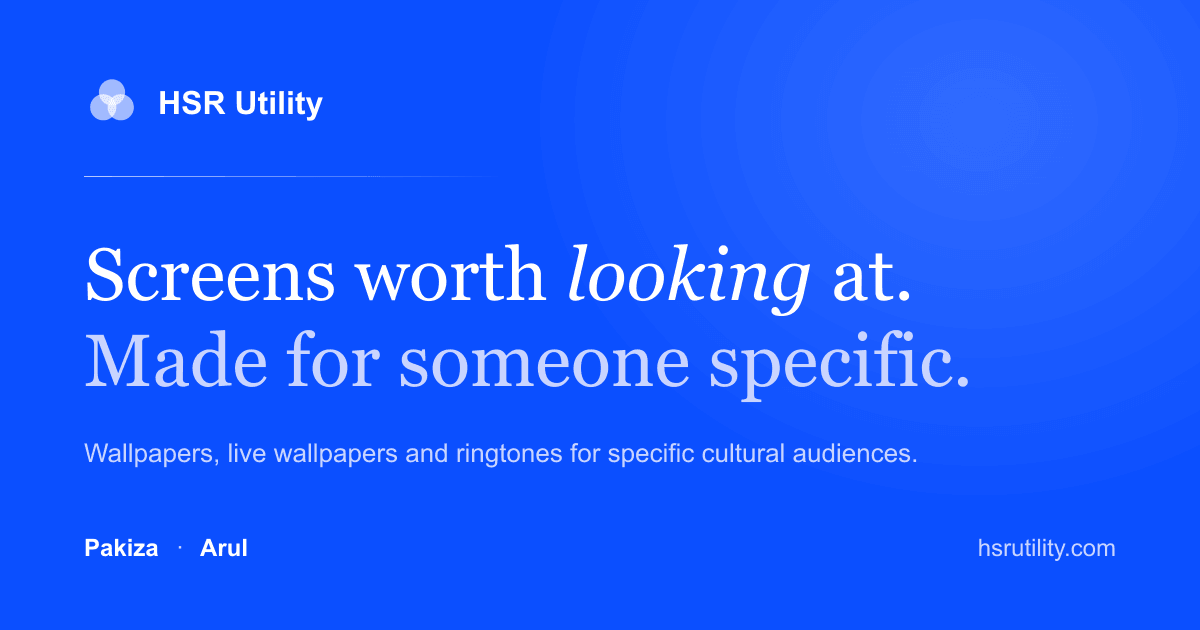 HSR Utility
Screens worth looking at.
Made for someone specific.
Wallpapers, live wallpapers and ringtones for specific cultural audiences.
Pakiza · Arul
hsrutility.com